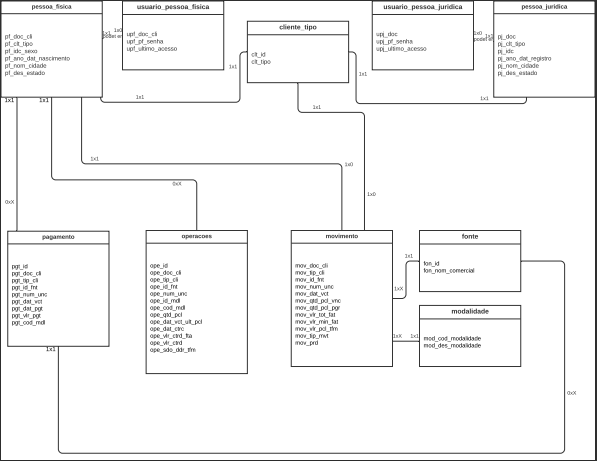 pessoa_fisica
pf_doc_cli
pf_clt_tipo
pf_idc_sexo
pf_ano_dat_nascimento
pf_nom_cidade
pf_des_estado
1x1
1x0
usuario_pessoa_fisica
upf_doc_cli
upf_pf_senha
upf_ultimo_acesso
cliente_tipo
clt_id
clt_tipo
usuario_pessoa_juridica
upj_doc
upj_pf_senha
upj_ultimo_acesso
1x0
1x1
pessoa_juridica
pj_doc
pj_clt_tipo
pj_idc
pj_ano_dat_registro
pj_nom_cidade
pj_des_estado
1x1
1x1
1x1
1x1
1x1
1x1
1x1
1x1
1x0
0xX
1x0
0xX
pagamento
pgt_id
pgt_doc_cli
pgt_tip_cli
pgt_id_fnt
pgt_num_unc
pgt_dat_vct
pgt_dat_pgt
pgt_vlr_pgt
pgt_cod_mdl
1x1
operacoes
ope_id
ope_doc_cli
ope_tip_cli
ope_id_fnt
ope_num_unc
ope_id_mdl
ope_cod_mdl
ope_qtd_pcl
ope_dat_vct_ult_pcl
ope_dat_ctrc
ope_vlr_ctrd_fta
ope_vlr_ctrd
ope_sdo_ddr_tfm
movimento
mov_doc_cli
mov_tip_cli
mov_id_fnt
mov_num_unc
mov_dat_vct
mov_qtd_pcl_vnc
mov_qtd_pcl_pgr
mov_vlr_tot_fat
mov_vlr_min_fat
mov_vlr_pcl_tfm
mov_tip_mvt
mov_prd
1x1
1xX
fonte
fon_id
fon_nom_comercial
1xX
1x1
modalidade
mod_cod_modalidade
mod_des_modalidade
0xX